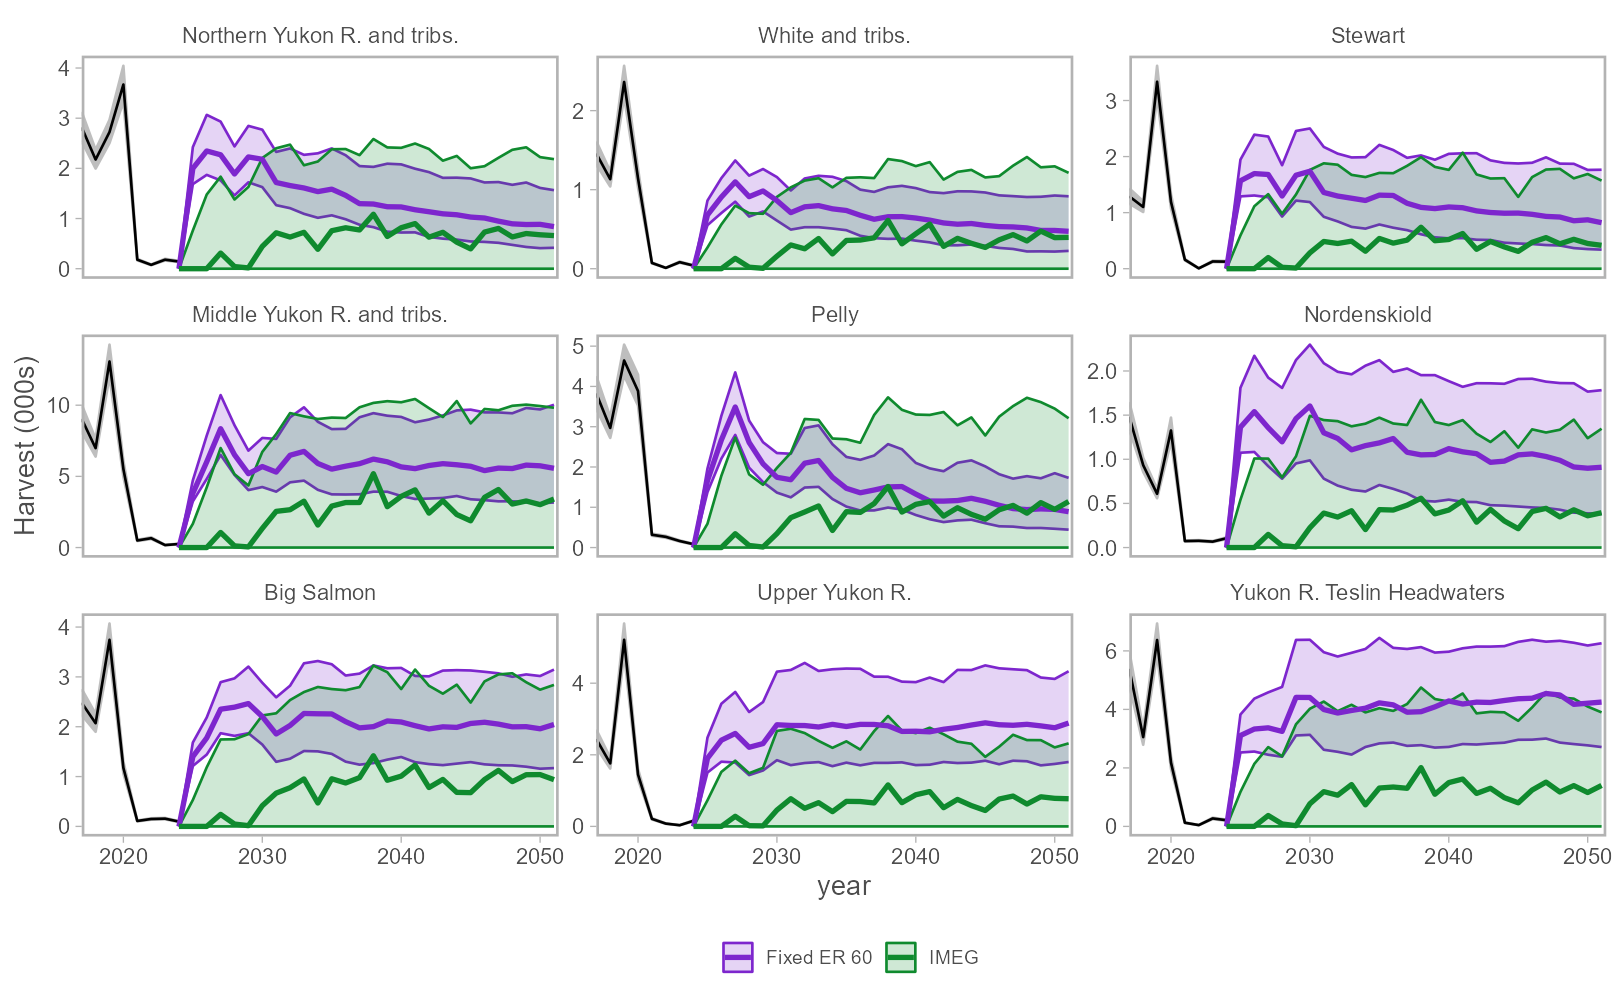 Northern Yukon R. and tribs.
White and tribs.
Stewart
4
3
2
1
0
2
1
0
3
2
1
0
Middle Yukon R. and tribs.
Pelly
Nordenskiold
10
5
0
5
4
3
2
1
0
2.0
1.5
1.0
0.5
0.0
Harvest (000s)
Big Salmon
Upper Yukon R.
Yukon R. Teslin Headwaters
4
3
2
1
0
4
2
0
6
4
2
0
2020 2030 2040 2050
2020 2030 2040 2050
2020 2030 2040 2050
year
Fixed ER 60 IMEG